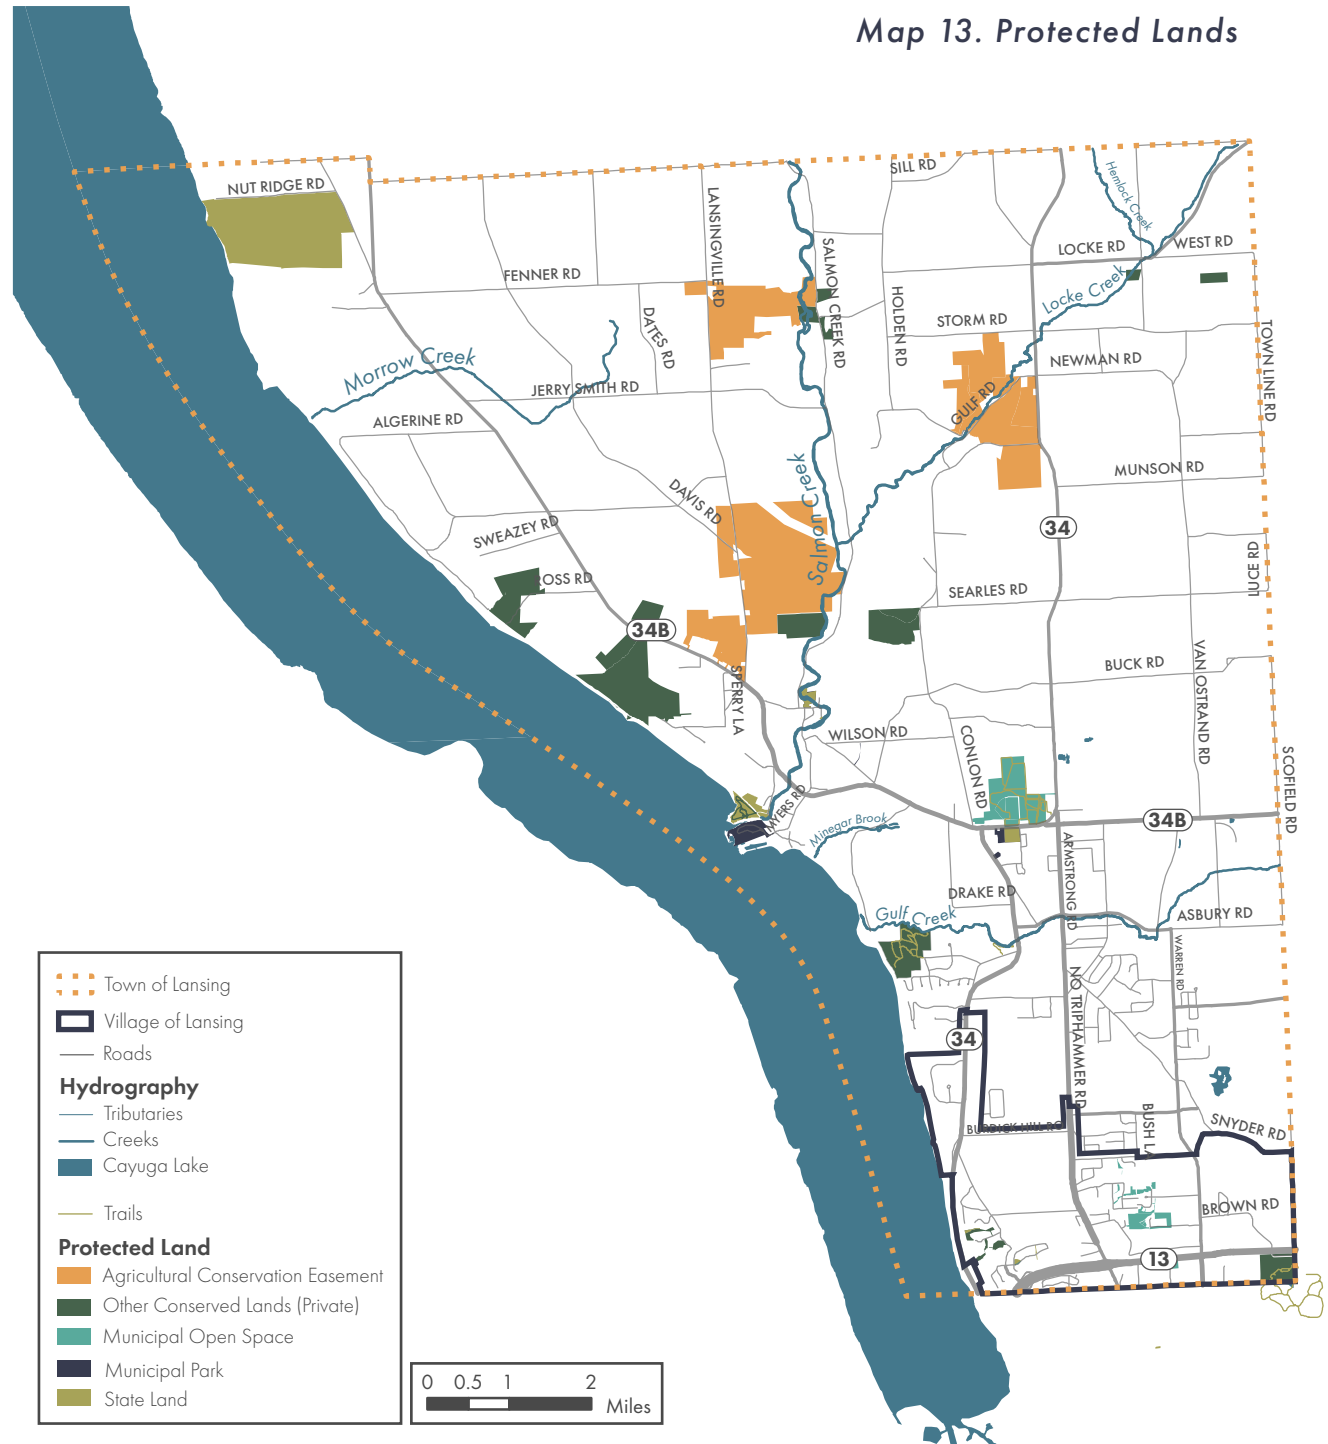 Map 13. Protected Lands
NUT RIDGE RD
SILL RD
Hemlock Creek
LANSINGVILLE RD
SALMON CREEK RD
LOCKE RD
WEST RD
FENNER RD
Locke Creek
HOLDEN RD
DATES RD
STORM RD
TOWN LINE RD
Morrow Creek
NEWMAN RD
JERRY SMITH RD
GULF RD
ALGERINE RD
MUNSON RD
Salmon Creek
DAVIS RD
SWEAZEY RD
34
LUCE RD
ROSS RD
SEARLES RD
34B
BUCK RD
VAN OSTRAND RD
SPERRY LA
WILSON RD
CONLON RD
SCOFIELD RD
MYERS RD
Minegar Brook
34B
ARMSTRONG RD
DRAKE RD
Gulf Creek
ASBURY RD
WARREN RD
NO TRIPHAMMER RD
34
BURDICK HILL RD
BUSH LA
SNYDER RD
BROWN RD
13
Town of Lansing
Village of Lansing
Roads
Hydrography
Tributaries
Creeks
Cayuga Lake
Trails
Protected Land
Agricultural Conservation Easement
Other Conserved Lands (Private)
Municipal Open Space
Municipal Park
State Land
0 0.5 1 2
Miles